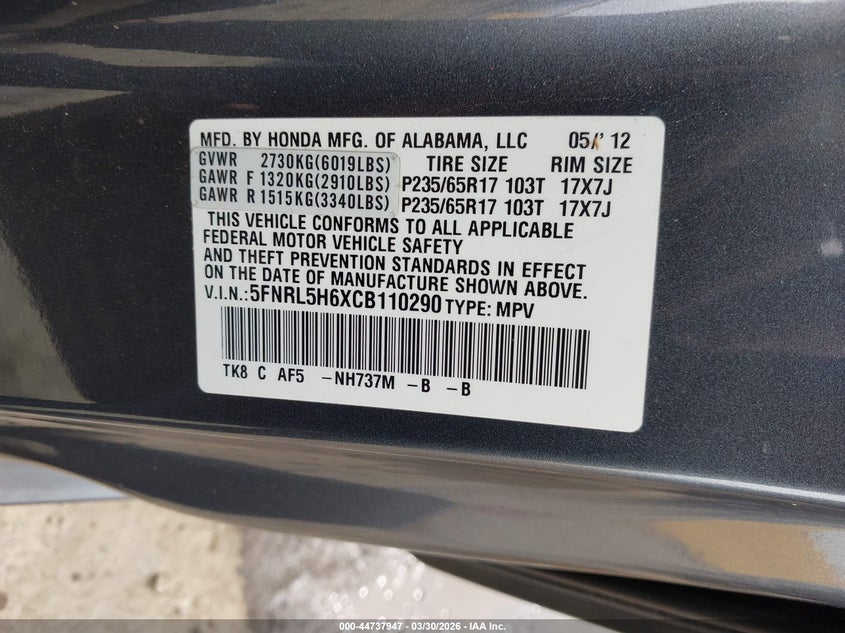 MFD. BY HONDA MFG. OF ALABAMA, LLC 05/'12
GVWR 2730KG(6019LBS) TIRE SIZE RIM SIZE
GAWR F 1320KG(2910LBS) P235/65R17 103T 17X7J
GAWR R 1515KG(3340LBS) P235/65R17 103T 17X7J
THIS VEHICLE CONFORMS TO ALL APPLICABLE
FEDERAL MOTOR VEHICLE SAFETY
AND THEFT PREVENTION STANDARDS IN EFFECT
ON THE DATE OF MANUFACTURE SHOWN ABOVE.
V.I.N.:5FNRL5H6XCB110290 TYPE: MPV
TK8 C AF5 -NH737M -B -B
000-44737947 - 03/30/2026 - IAA Inc.